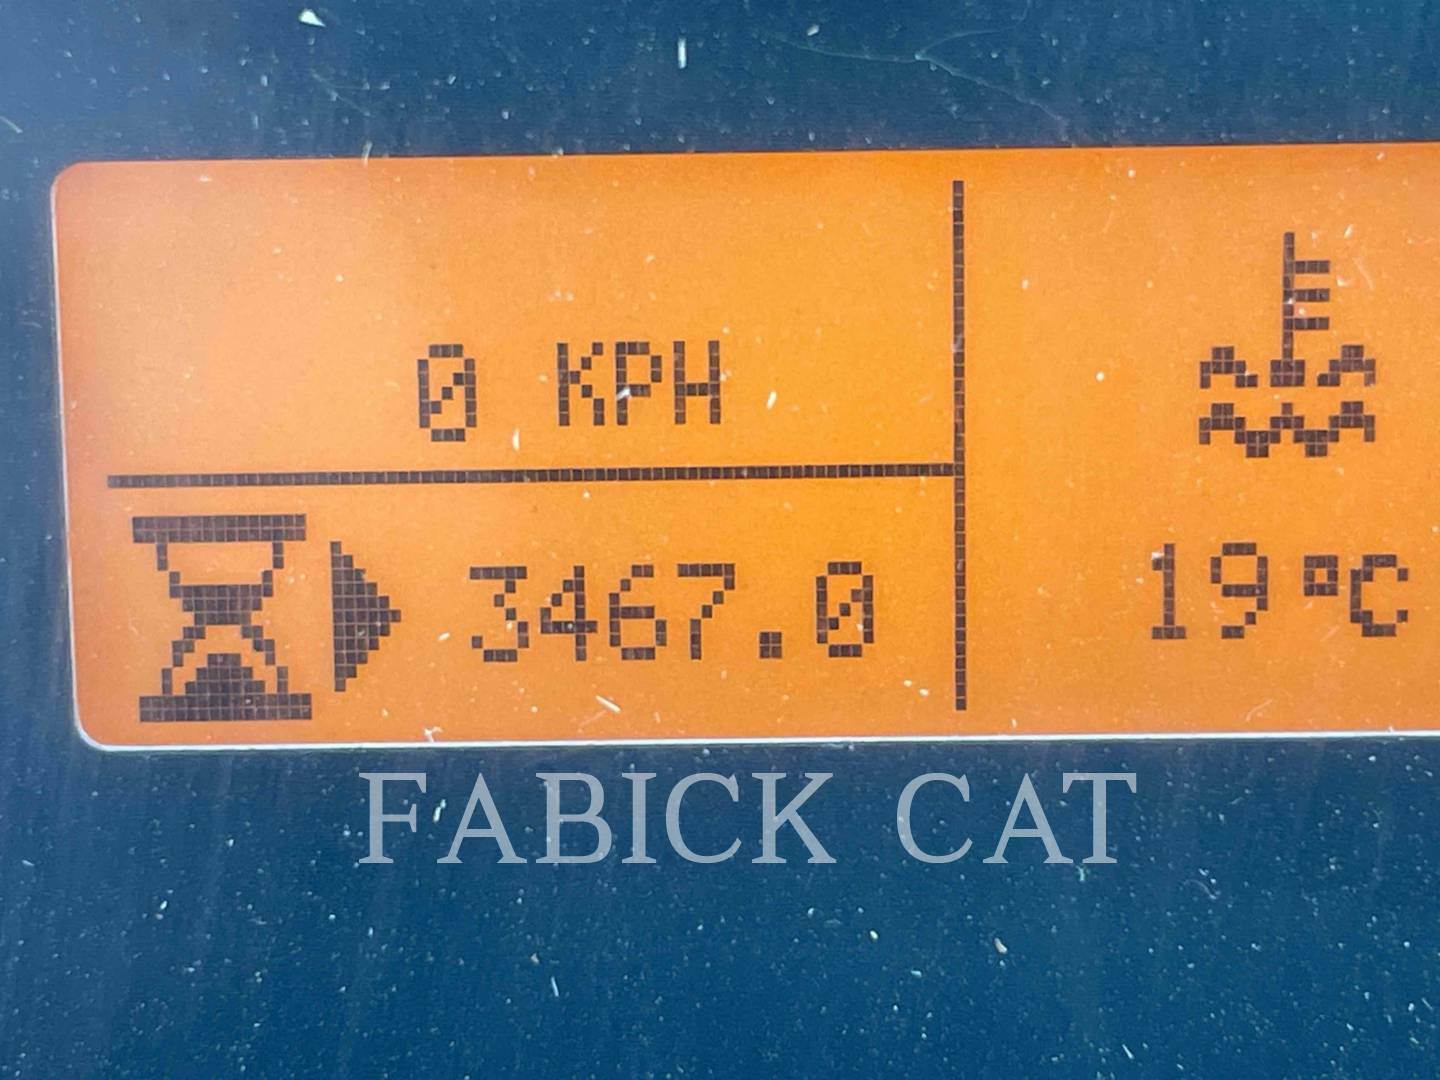 0 KPH
3467.0
19°C
FABICK CAT